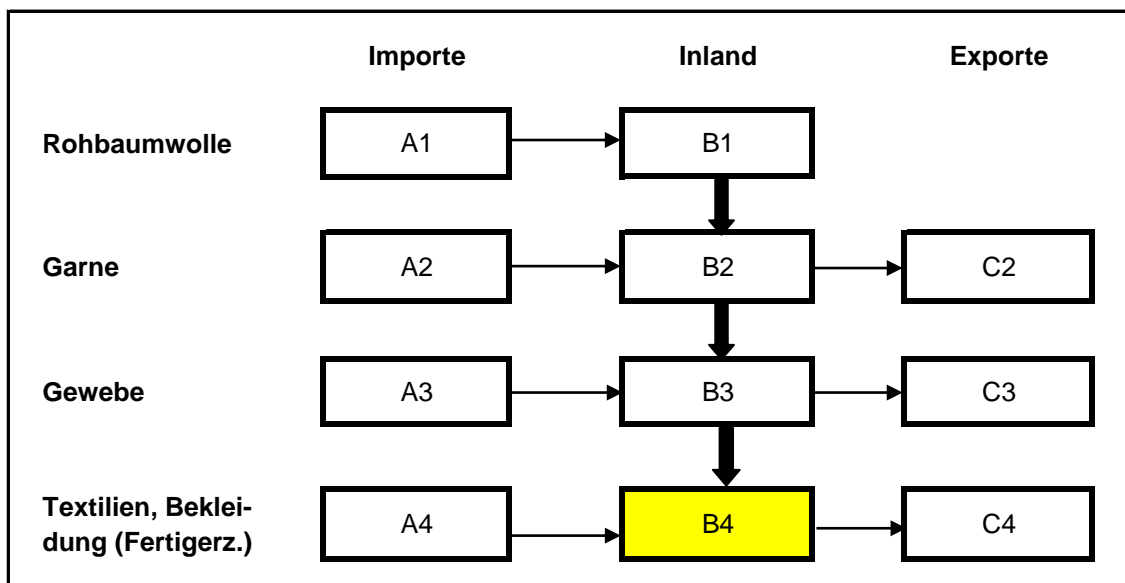 Importe Inland Exporte
Rohbaumwolle A1 B1
Garne A2 B2 C2
Gewebe A3 B3 C3
Textilien, Beklei-
dung (Fertigerz.) A4 B4 C4